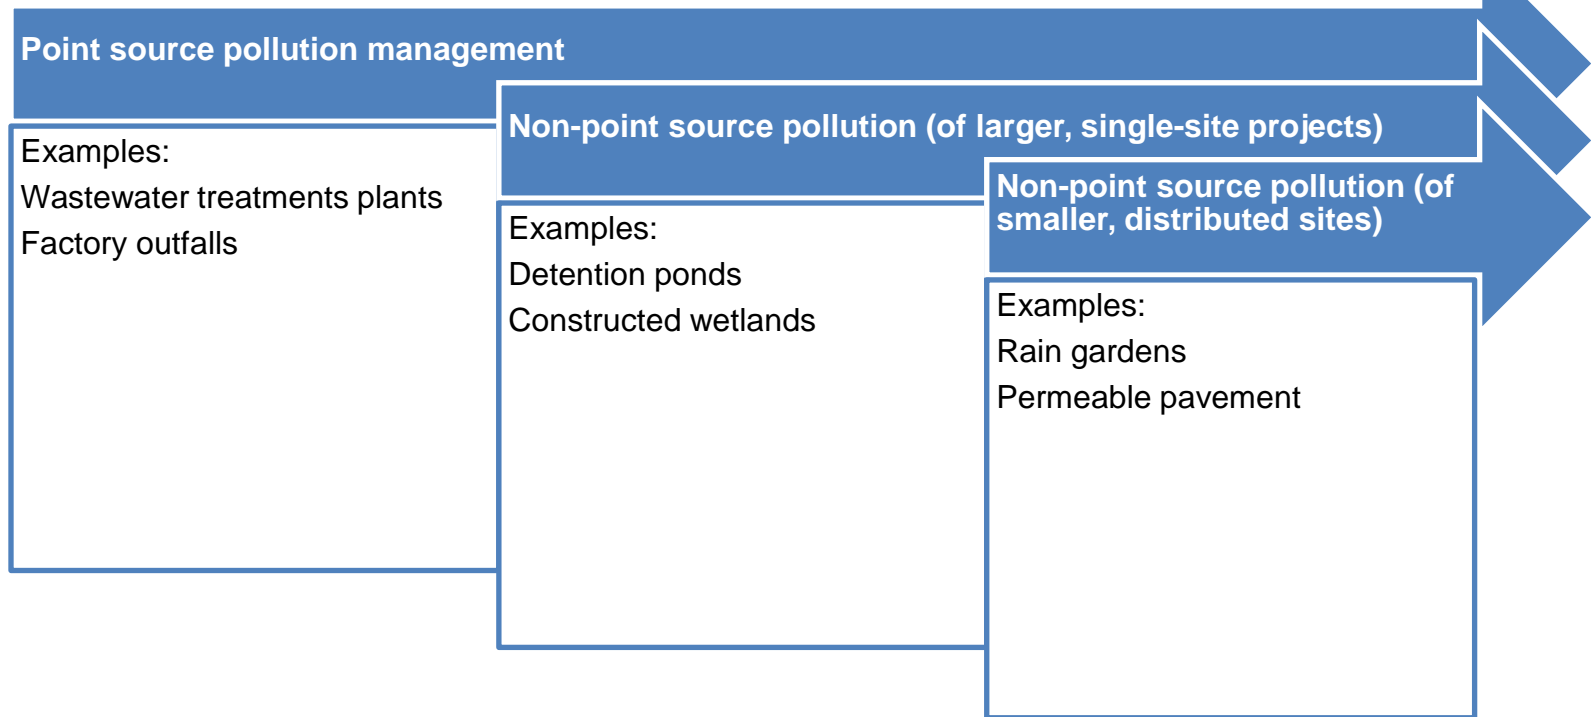 Point source pollution management
Examples:
Wastewater treatments plants
Factory outfalls
Non-point source pollution (of larger, single-site projects)
Examples:
Detention ponds
Constructed wetlands
Non-point source pollution (of
smaller, distributed sites)
Examples:
Rain gardens
Permeable pavement